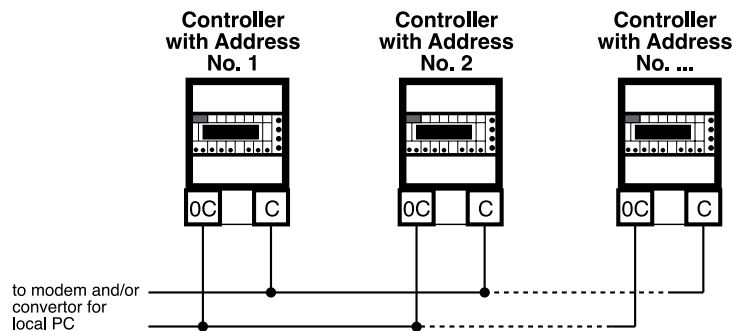 Controller
with Address
No. 1
Controller
with Address
No. 2
Controller
with Address
No. ...
0C
C
0C
C
0C
C
to modem and/or
convertor for
local PC